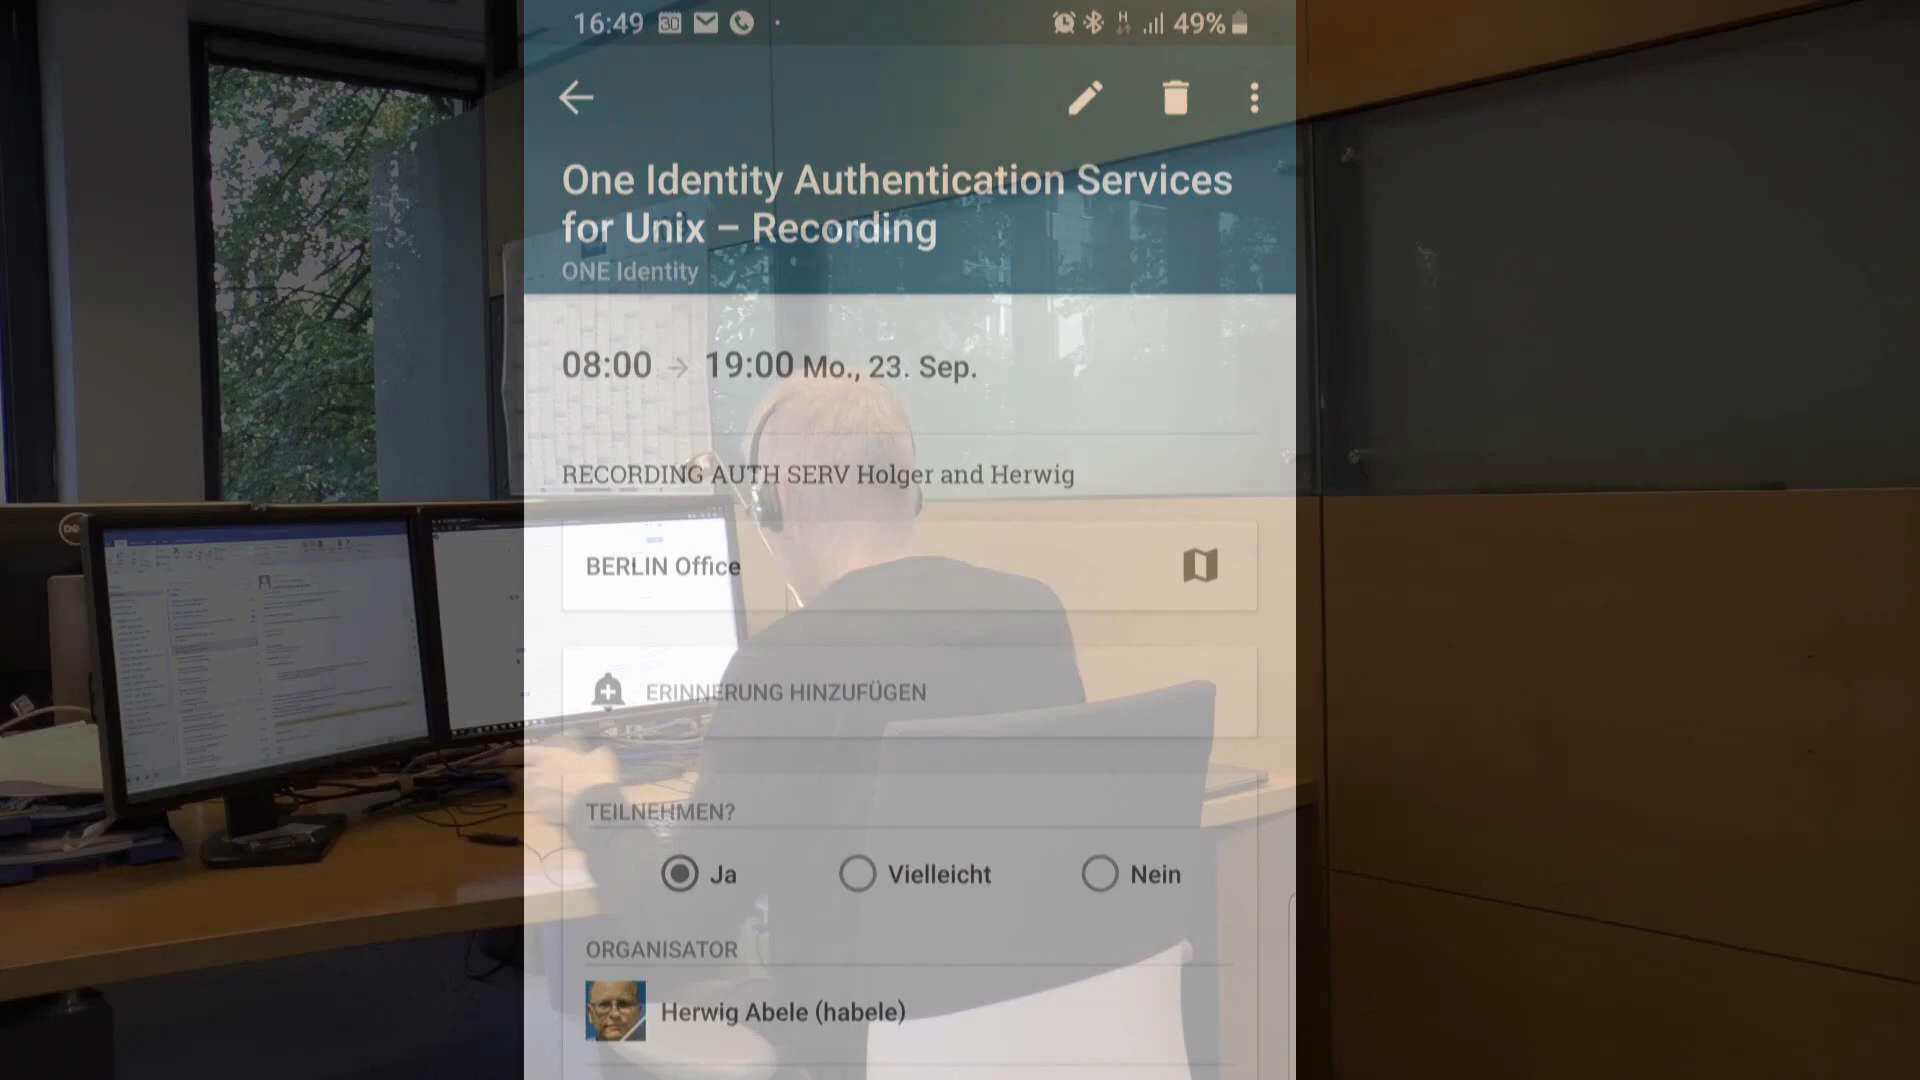 16:49 30 49%
One Identity Authentication Services
for Unix – Recording
ONE Identity
08:00 → 19:00 Mo., 23. Sep.
RECORDING AUTH SERV Holger and Herwig
BERLIN Office
ERINNERUNG HINZUFÜGEN
TEILNEHMEN?
Ja Vielleicht Nein
ORGANISATOR
Herwig Abele (habele)